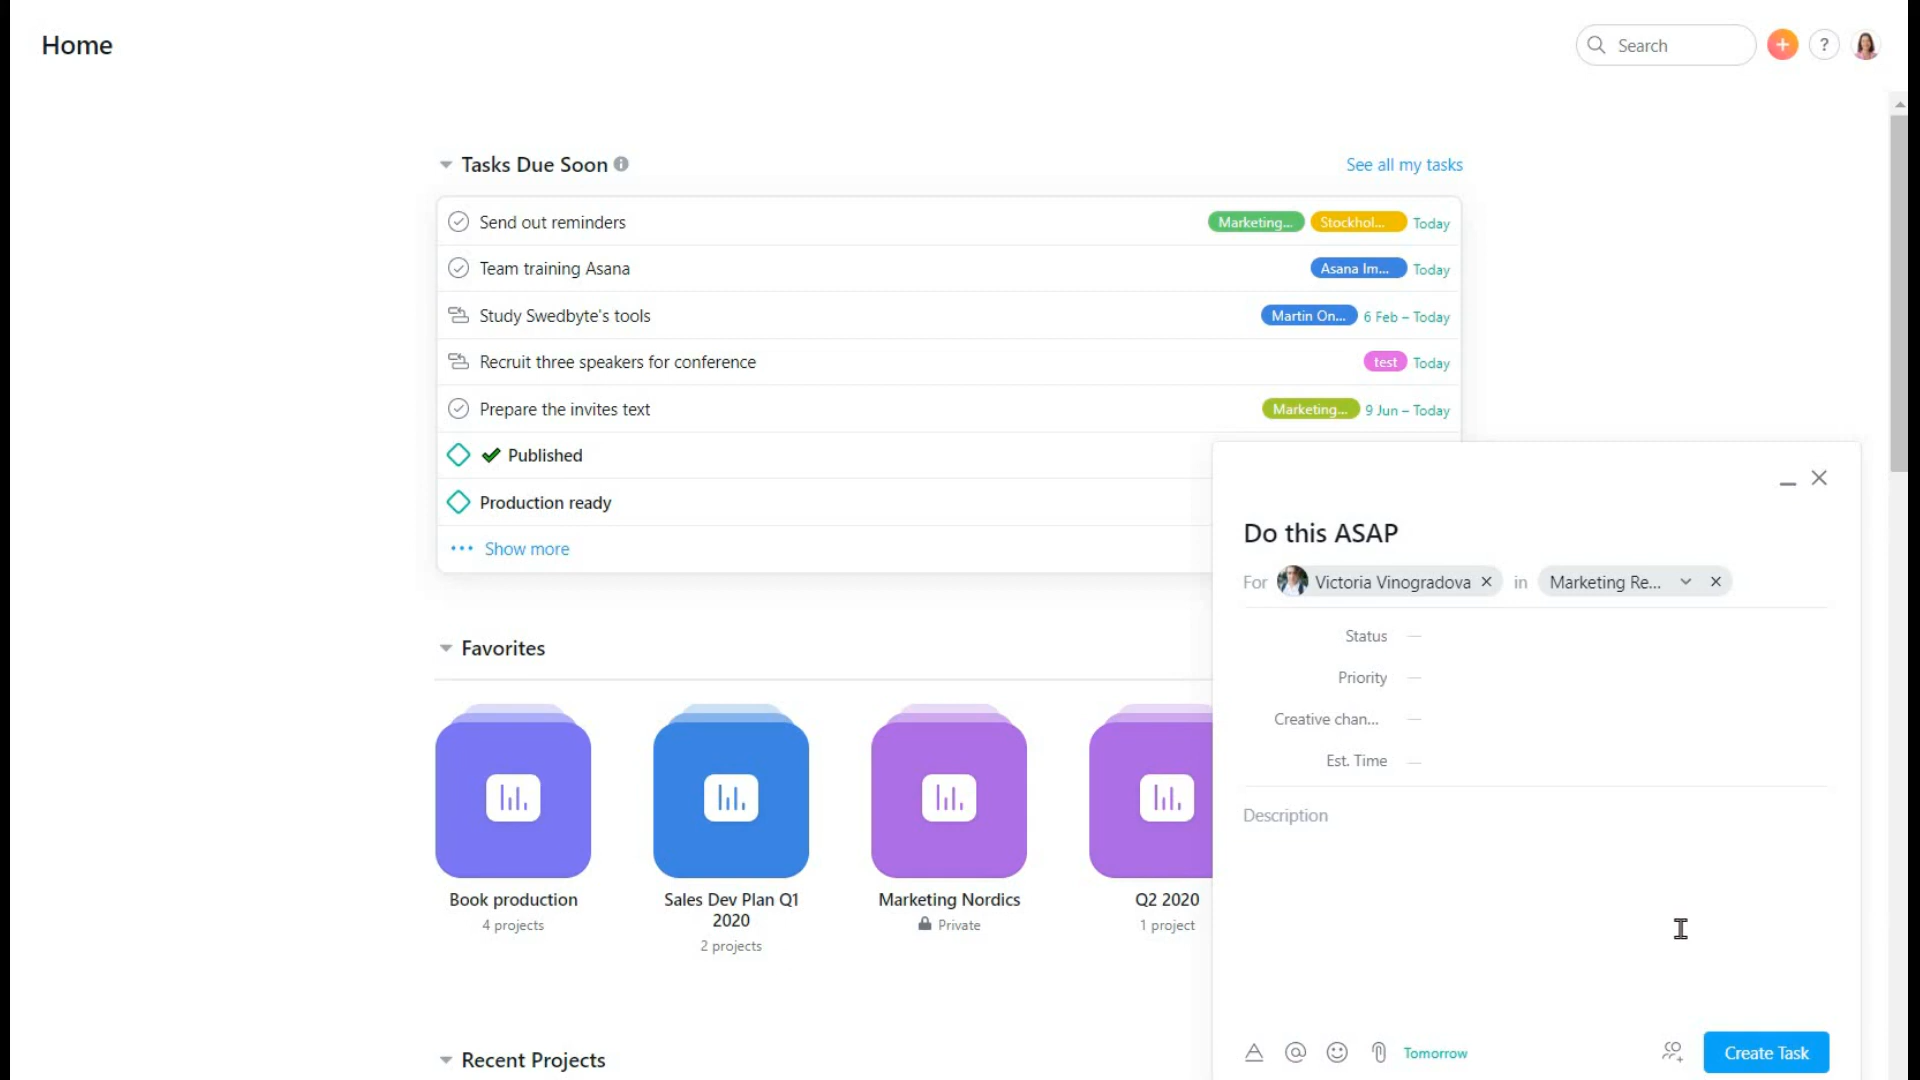 Home
Search
?
Tasks Due Soon
See all my tasks
Send out reminders
Marketing...
Stockhol...
Today
Team training Asana
Asana Im...
Today
Study Swedbyte's tools
Martin On...
6 Feb – Today
Recruit three speakers for conference
test
Today
Prepare the invites text
Marketing...
9 Jun – Today
Published
Production ready
Show more
Favorites
Book production
4 projects
Sales Dev Plan Q1
2020
2 projects
Marketing Nordics
Private
Q2 2020
1 project
Recent Projects
Do this ASAP
For Victoria Vinogradova in Marketing Re...
Status —
Priority —
Creative chan... —
Est. Time —
Description
Tomorrow
Create Task